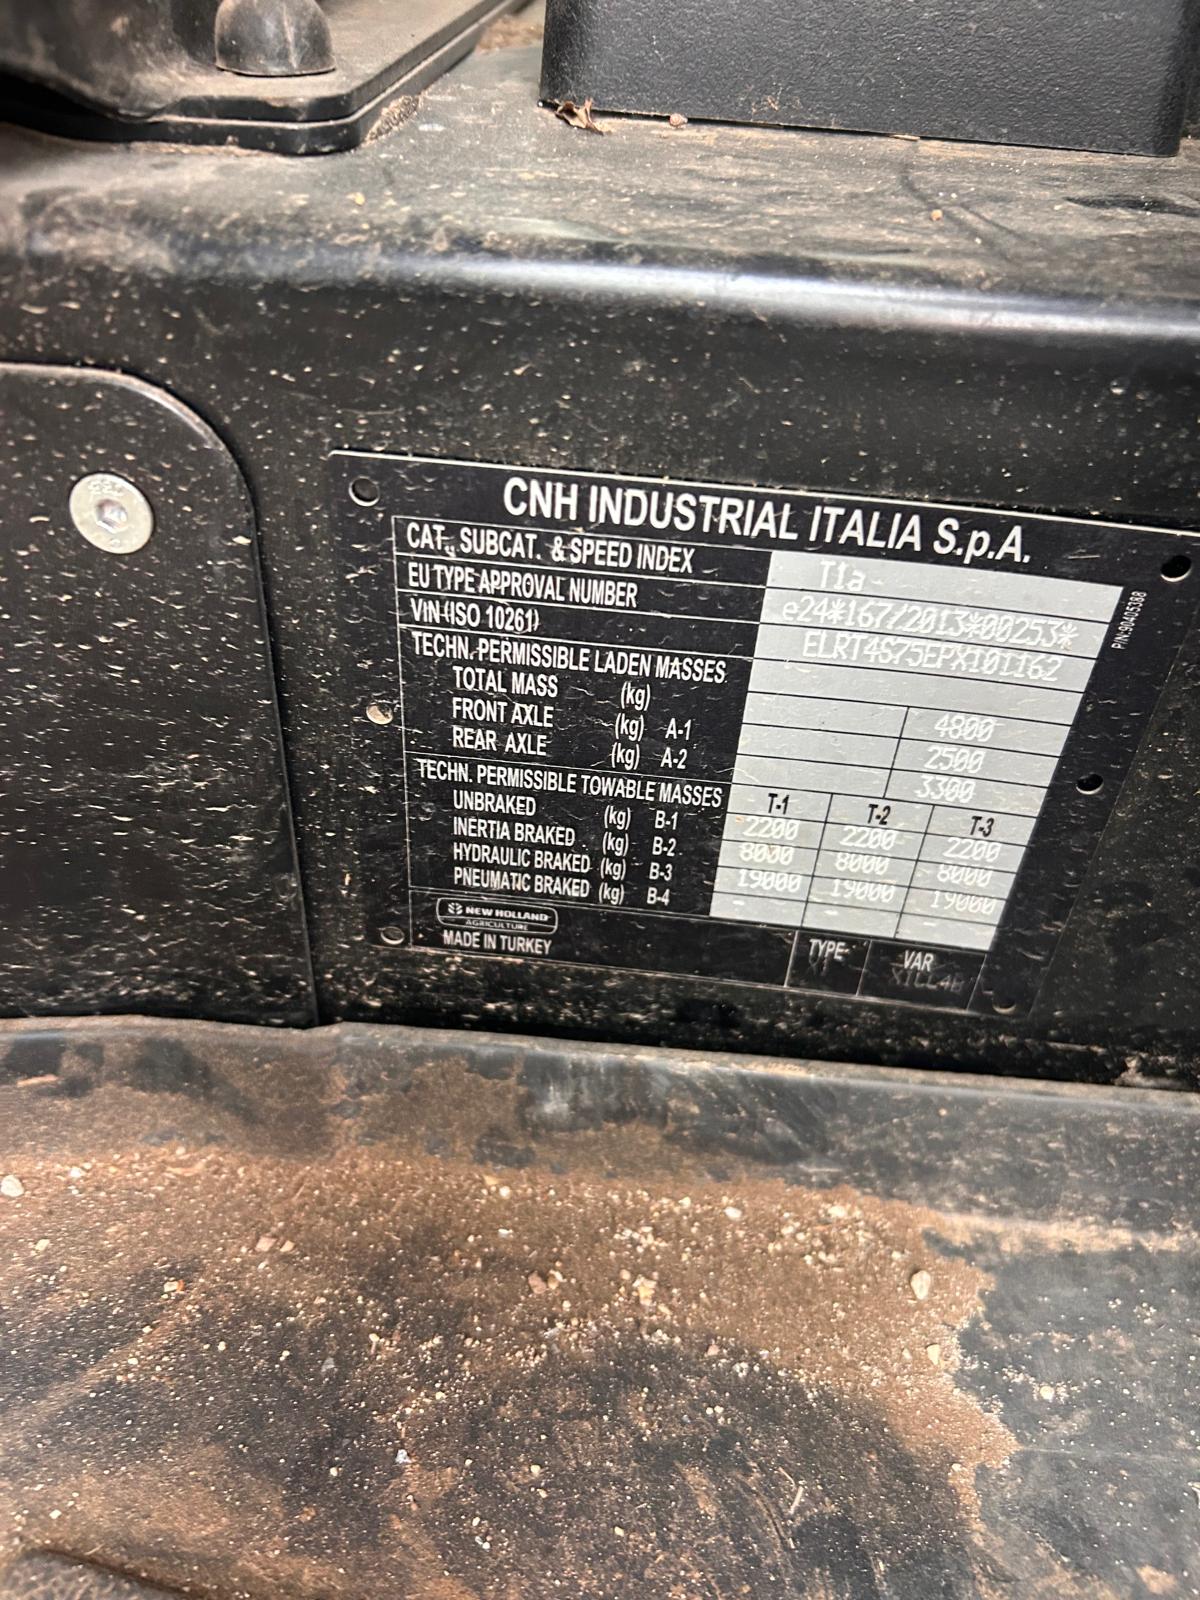 CNH INDUSTRIAL ITALIA S.p.A.
CAT., SUBCAT. & SPEED INDEX T1a
EU TYPE APPROVAL NUMBER e24*167/2013*00253*
VIN (ISO 10261) ELRT4S75EPX101162
TECHN. PERMISSIBLE LADEN MASSES
TOTAL MASS (kg) 4800
FRONT AXLE (kg) A-1 2500
REAR AXLE (kg) A-2 3300
TECHN. PERMISSIBLE TOWABLE MASSES T-1 T-2 T-3
UNBRAKED (kg) B-1 2200 2200 2200
INERTIA BRAKED (kg) B-2 8000 8000 8000
HYDRAULIC BRAKED (kg) B-3 19000 19000 19000
PNEUMATIC BRAKED (kg) B-4 - - -
NEW HOLLAND
AGRICULTURE
MADE IN TURKEY
TYPE VAR
P/N:90405388